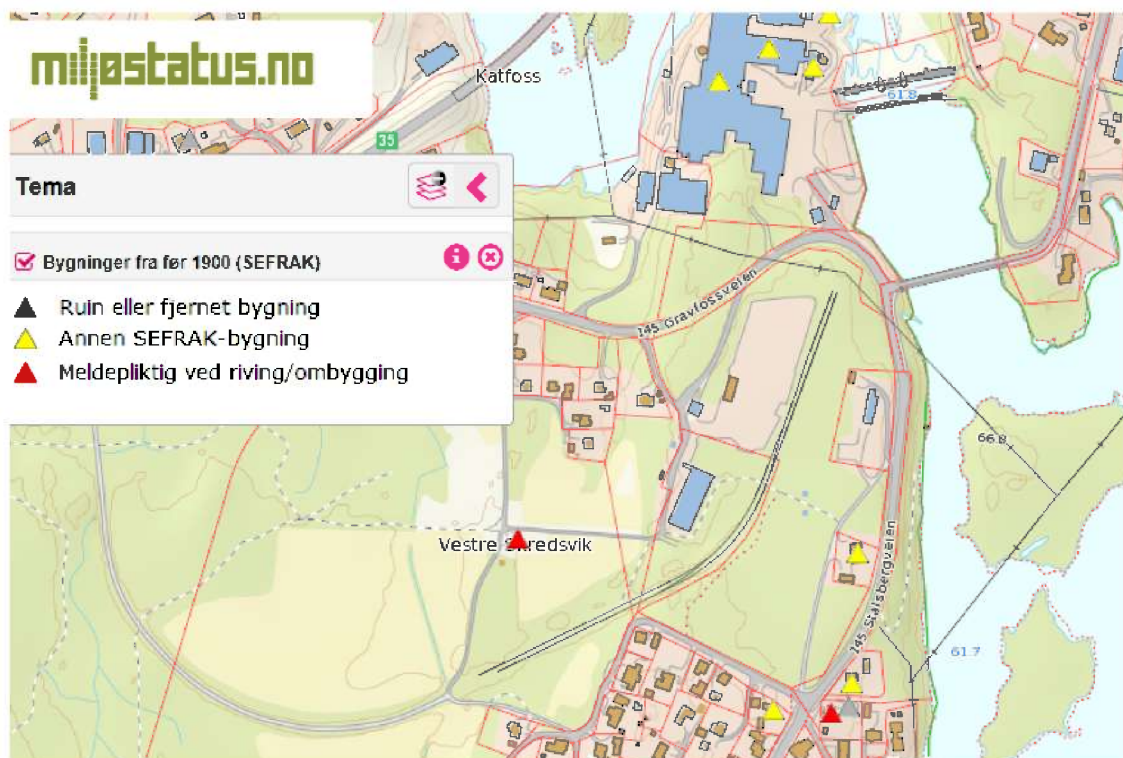 miljøstatus.no
Katfoss
61.8
35
Tema
Bygninger fra før 1900 (SEFRAK)
Ruin eller fjernet bygning
Annen SEFRAK-bygning
Meldepliktig ved riving/ombygging
145 Gravfossveien
66.8
Vestre Skredsvik
145 Stalsbergveien
61.7